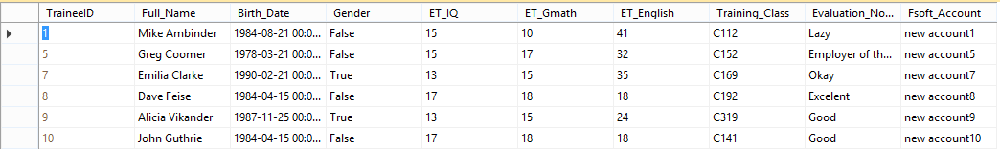 TraineeID Full_Name Birth_Date Gender ET_IQ ET_Gmath ET_English Training_Class Evaluation_No... Fsoft_Account
1 Mike Ambinder 1984-08-21 00:0... False 15 10 41 C112 Lazy new account1
5 Greg Coomer 1978-03-21 00:0... False 15 17 32 C152 Employer of th... new account5
7 Emilia Clarke 1990-02-21 00:0... True 13 15 35 C169 Okay new account7
8 Dave Feise 1984-04-15 00:0... False 17 18 18 C192 Excelent new account8
9 Alicia Vikander 1987-11-25 00:0... True 13 15 24 C319 Good new account9
10 John Guthrie 1984-04-15 00:0... False 17 18 18 C141 Good new account10